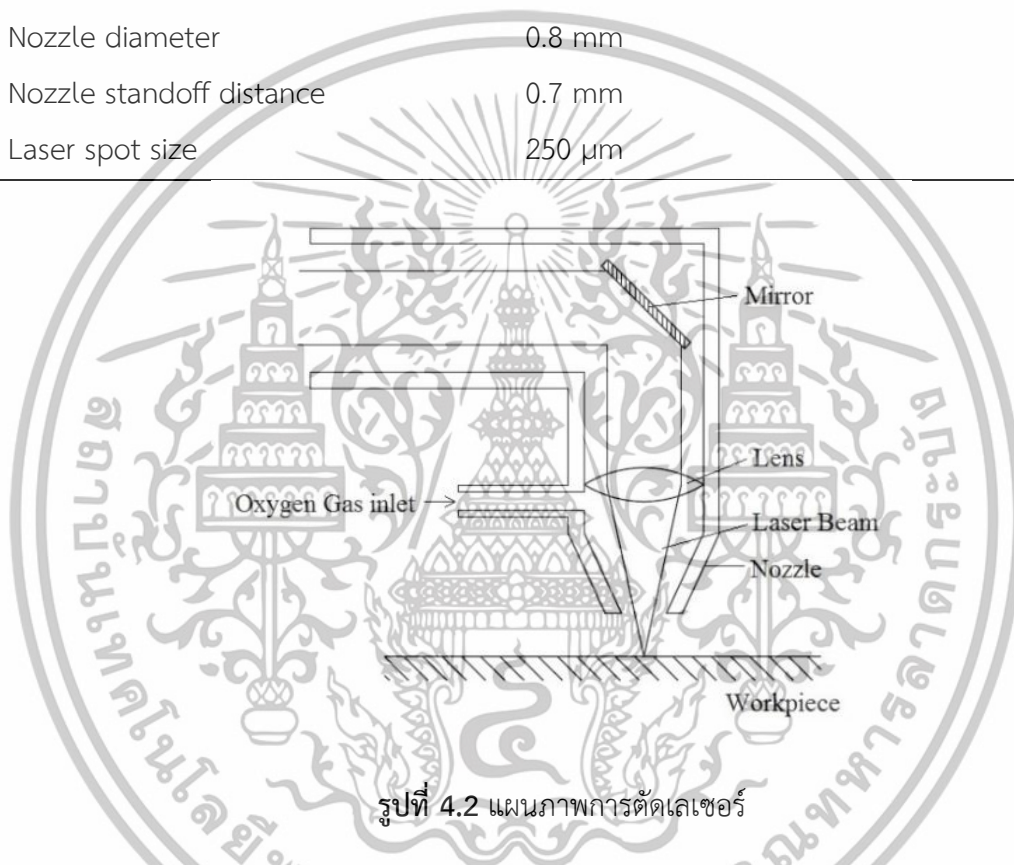 Nozzle diameter 0.8 mm
Nozzle standoff distance 0.7 mm
Laser spot size 250 µm
Mirror
Lens
Oxygen Gas inlet
Laser Beam
Nozzle
Workpiece
รูปที่ 4.2 แผนภาพการตัดเลเซอร์